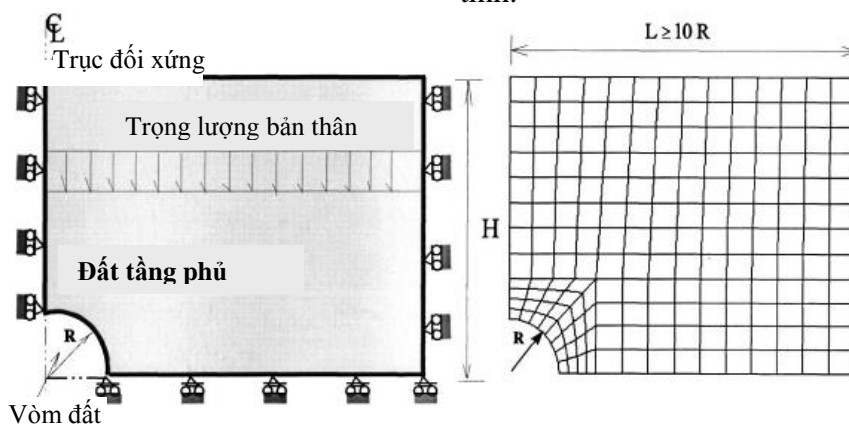 ℄
Trục đối xứng
Trọng lượng bản thân
Đất tầng phủ
R
Vòm đất
H
L ≥ 10 R
R